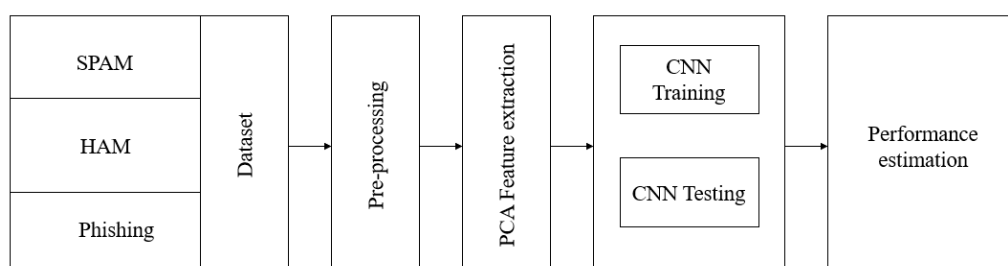 SPAM
HAM
Phishing
Dataset
Pre-processing
PCA Feature extraction
CNN
Training
CNN Testing
Performance
estimation